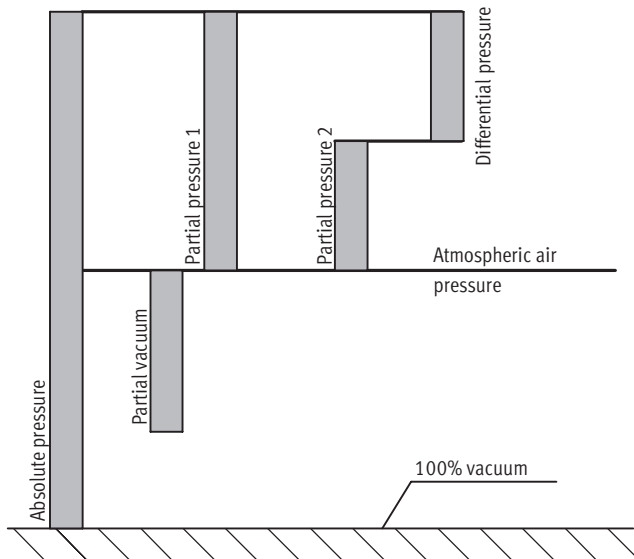 Absolute pressure
Partial vacuum
Partial pressure 1
Partial pressure 2
Differential pressure
Atmospheric air
pressure
100% vacuum